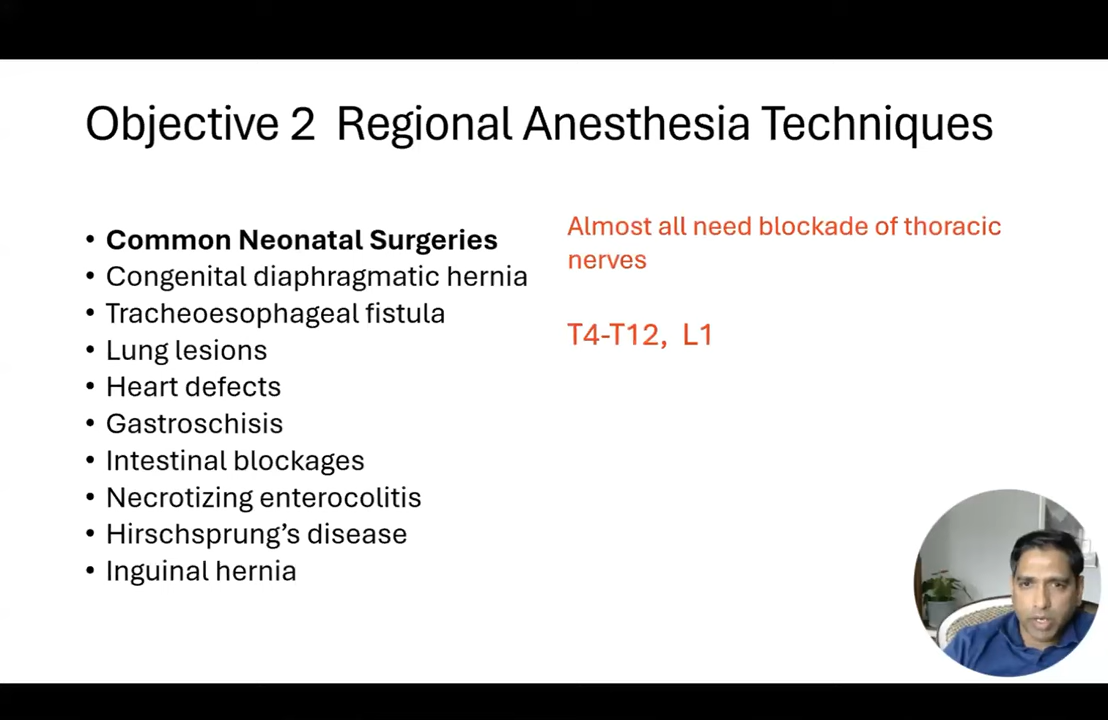 Objective 2 Regional Anesthesia Techniques
• Common Neonatal Surgeries
• Congenital diaphragmatic hernia
• Tracheoesophageal fistula
• Lung lesions
• Heart defects
• Gastroschisis
• Intestinal blockages
• Necrotizing enterocolitis
• Hirschsprung’s disease
• Inguinal hernia
Almost all need blockade of thoracic
nerves
T4-T12, L1